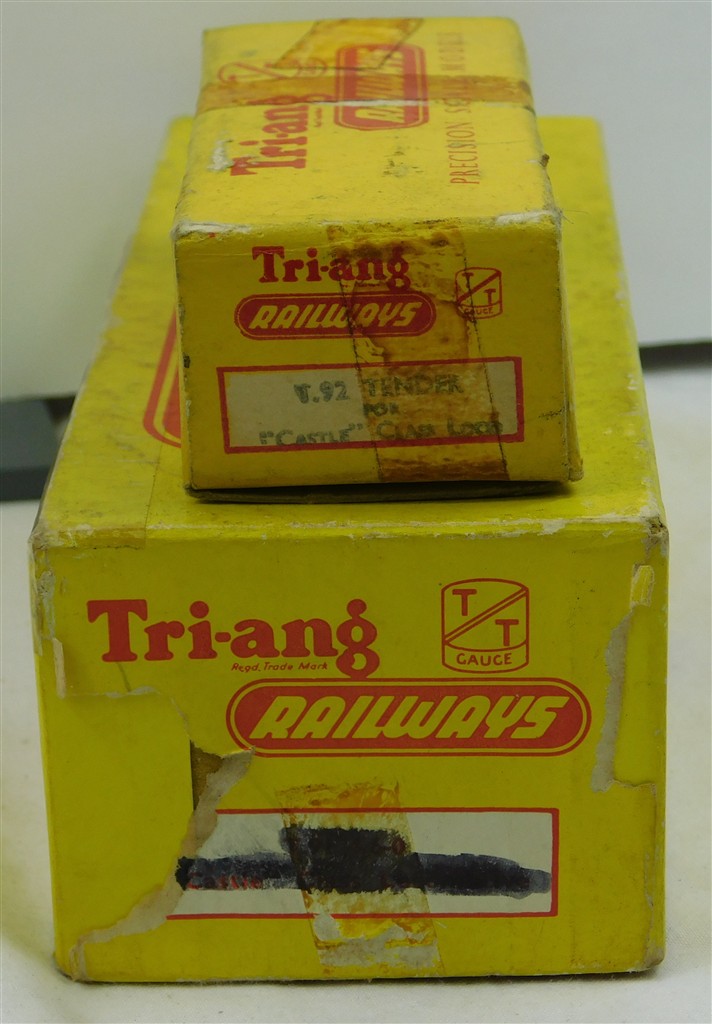 Tri-ang
RAILWAYS
PRECISION SCALE MODELS
Tri-ang
RAILWAYS
T T
GAUGE
T.92 TENDER
FOR
"CASTLE" CLASS LOCO
Tri-ang
Regd. Trade Mark
RAILWAYS
T T
GAUGE